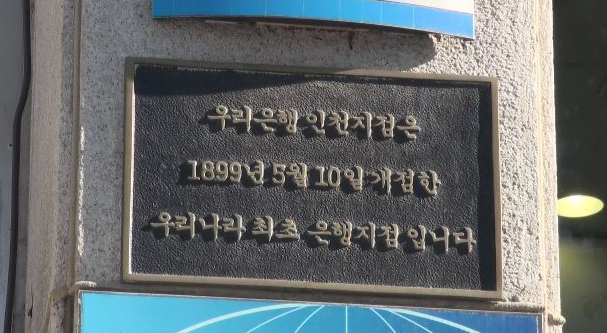 우리은행 인천지점은
1899년 5월 10일 개점한
우리나라 최초 은행지점 입니다